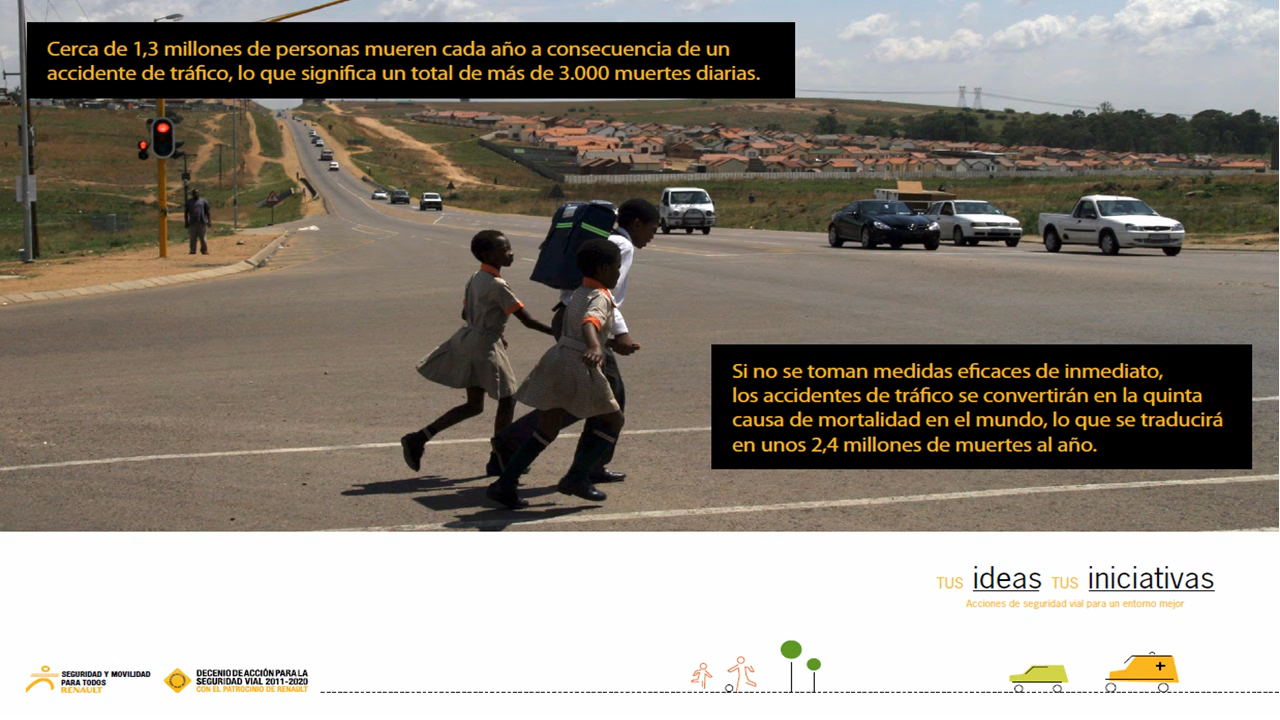 Cerca de 1,3 millones de personas mueren cada año a consecuencia de un
accidente de tráfico, lo que significa un total de más de 3.000 muertes diarias.
Si no se toman medidas eficaces de inmediato,
los accidentes de tráfico se convertirán en la quinta
causa de mortalidad en el mundo, lo que se traducirá
en unos 2,4 millones de muertes al año.
TUS ideas TUS iniciativas
Acciones de seguridad vial para un entorno mejor
SEGURIDAD Y MOVILIDAD
PARA TODOS
RENAULT
DECENIO DE ACCIÓN PARA LA
SEGURIDAD VIAL 2011-2020
CON EL PATROCINIO DE RENAULT